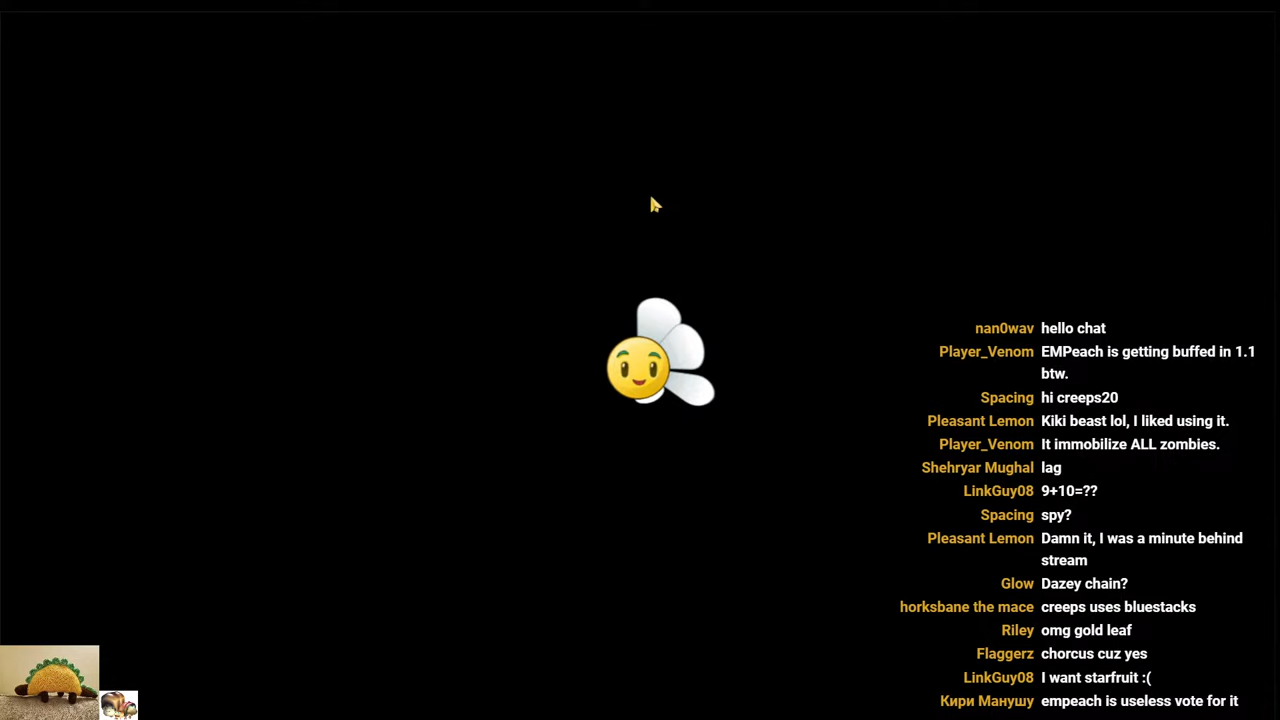 nan0wav hello chat
Player_Venom EMPeach is getting buffed in 1.1
btw.
Spacing hi creeps20
Pleasant Lemon Kiki beast lol, I liked using it.
Player_Venom It immobilize ALL zombies.
Shehryar Mughal lag
LinkGuy08 9+10=??
Spacing spy?
Pleasant Lemon Damn it, I was a minute behind
stream
Glow Dazey chain?
horksbane the mace creeps uses bluestacks
Riley omg gold leaf
Flaggerz chorcus cuz yes
LinkGuy08 I want starfruit :(
Кири Манушу empeach is useless vote for it